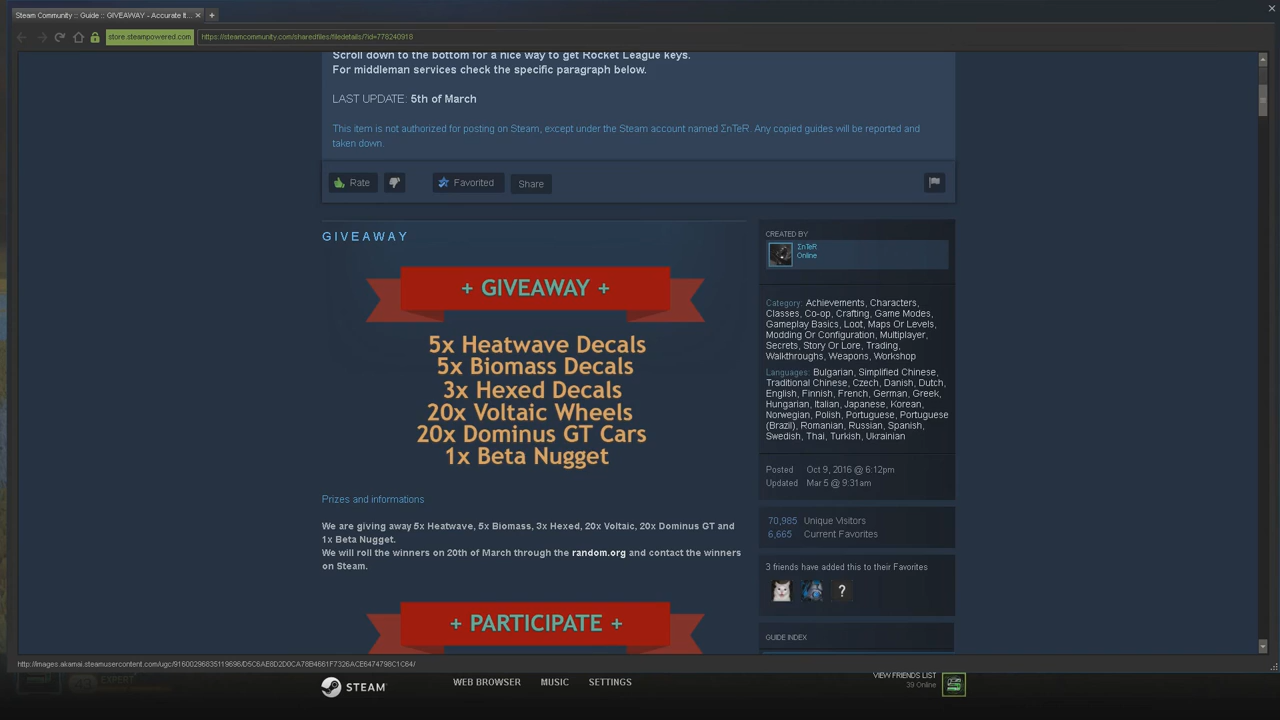 Steam Community :: Guide :: GIVEAWAY - Accurate It...
store.steampowered.com
https://steamcommunity.com/sharedfiles/filedetails/?id=778240918
Scroll down to the bottom for a nice way to get Rocket League keys.
For middleman services check the specific paragraph below.
LAST UPDATE: 5th of March
This item is not authorized for posting on Steam, except under the Steam account named ΣnTeR. Any copied guides will be reported and
taken down.
Rate
Favorited
Share
GIVEAWAY
+ GIVEAWAY +
5x Heatwave Decals
5x Biomass Decals
3x Hexed Decals
20x Voltaic Wheels
20x Dominus GT Cars
1x Beta Nugget
Prizes and informations
We are giving away 5x Heatwave, 5x Biomass, 3x Hexed, 20x Voltaic, 20x Dominus GT and
1x Beta Nugget.
We will roll the winners on 20th of March through the random.org and contact the winners
on Steam.
+ PARTICIPATE +
CREATED BY
ΣnTeR
Online
Category: Achievements, Characters,
Classes, Co-op, Crafting, Game Modes,
Gameplay Basics, Loot, Maps Or Levels,
Modding Or Configuration, Multiplayer,
Secrets, Story Or Lore, Trading,
Walkthroughs, Weapons, Workshop
Languages: Bulgarian, Simplified Chinese,
Traditional Chinese, Czech, Danish, Dutch,
English, Finnish, French, German, Greek,
Hungarian, Italian, Japanese, Korean,
Norwegian, Polish, Portuguese, Portuguese
(Brazil), Romanian, Russian, Spanish,
Swedish, Thai, Turkish, Ukrainian
Posted Oct 9, 2016 @ 6:12pm
Updated Mar 5 @ 9:31am
70,985 Unique Visitors
6,665 Current Favorites
3 friends have added this to their Favorites
?
GUIDE INDEX
http://images.akamai.steamusercontent.com/ugc/91600296835119696/D5C6AE8D2D0CA78B4661F7326ACE6474798C1C64/
EXPERT
STEAM
WEB BROWSER
MUSIC
SETTINGS
VIEW FRIENDS LIST
39 Online